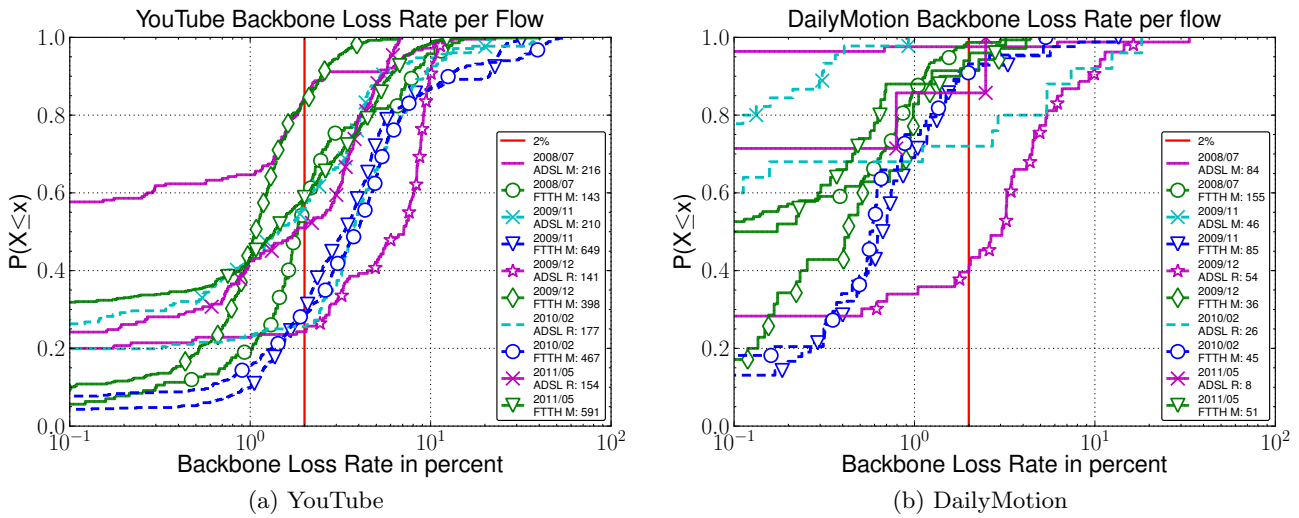 YouTube Backbone Loss Rate per Flow
P(X≤x)
1.0
0.8
0.6
0.4
0.2
0.0
10^-1
10^0
10^1
10^2
Backbone Loss Rate in percent
2%
2008/07
ADSL M: 216
2008/07
FTTH M: 143
2009/11
ADSL M: 210
2009/11
FTTH M: 649
2009/12
ADSL R: 141
2009/12
FTTH M: 398
2010/02
ADSL R: 177
2010/02
FTTH M: 467
2011/05
ADSL R: 154
2011/05
FTTH M: 591
(a) YouTube
DailyMotion Backbone Loss Rate per flow
P(X≤x)
1.0
0.8
0.6
0.4
0.2
0.0
10^-1
10^0
10^1
10^2
Backbone Loss Rate in percent
2%
2008/07
ADSL M: 84
2008/07
FTTH M: 155
2009/11
ADSL M: 46
2009/11
FTTH M: 85
2009/12
ADSL R: 54
2009/12
FTTH M: 36
2010/02
ADSL R: 26
2010/02
FTTH M: 45
2011/05
ADSL R: 8
2011/05
FTTH M: 51
(b) DailyMotion